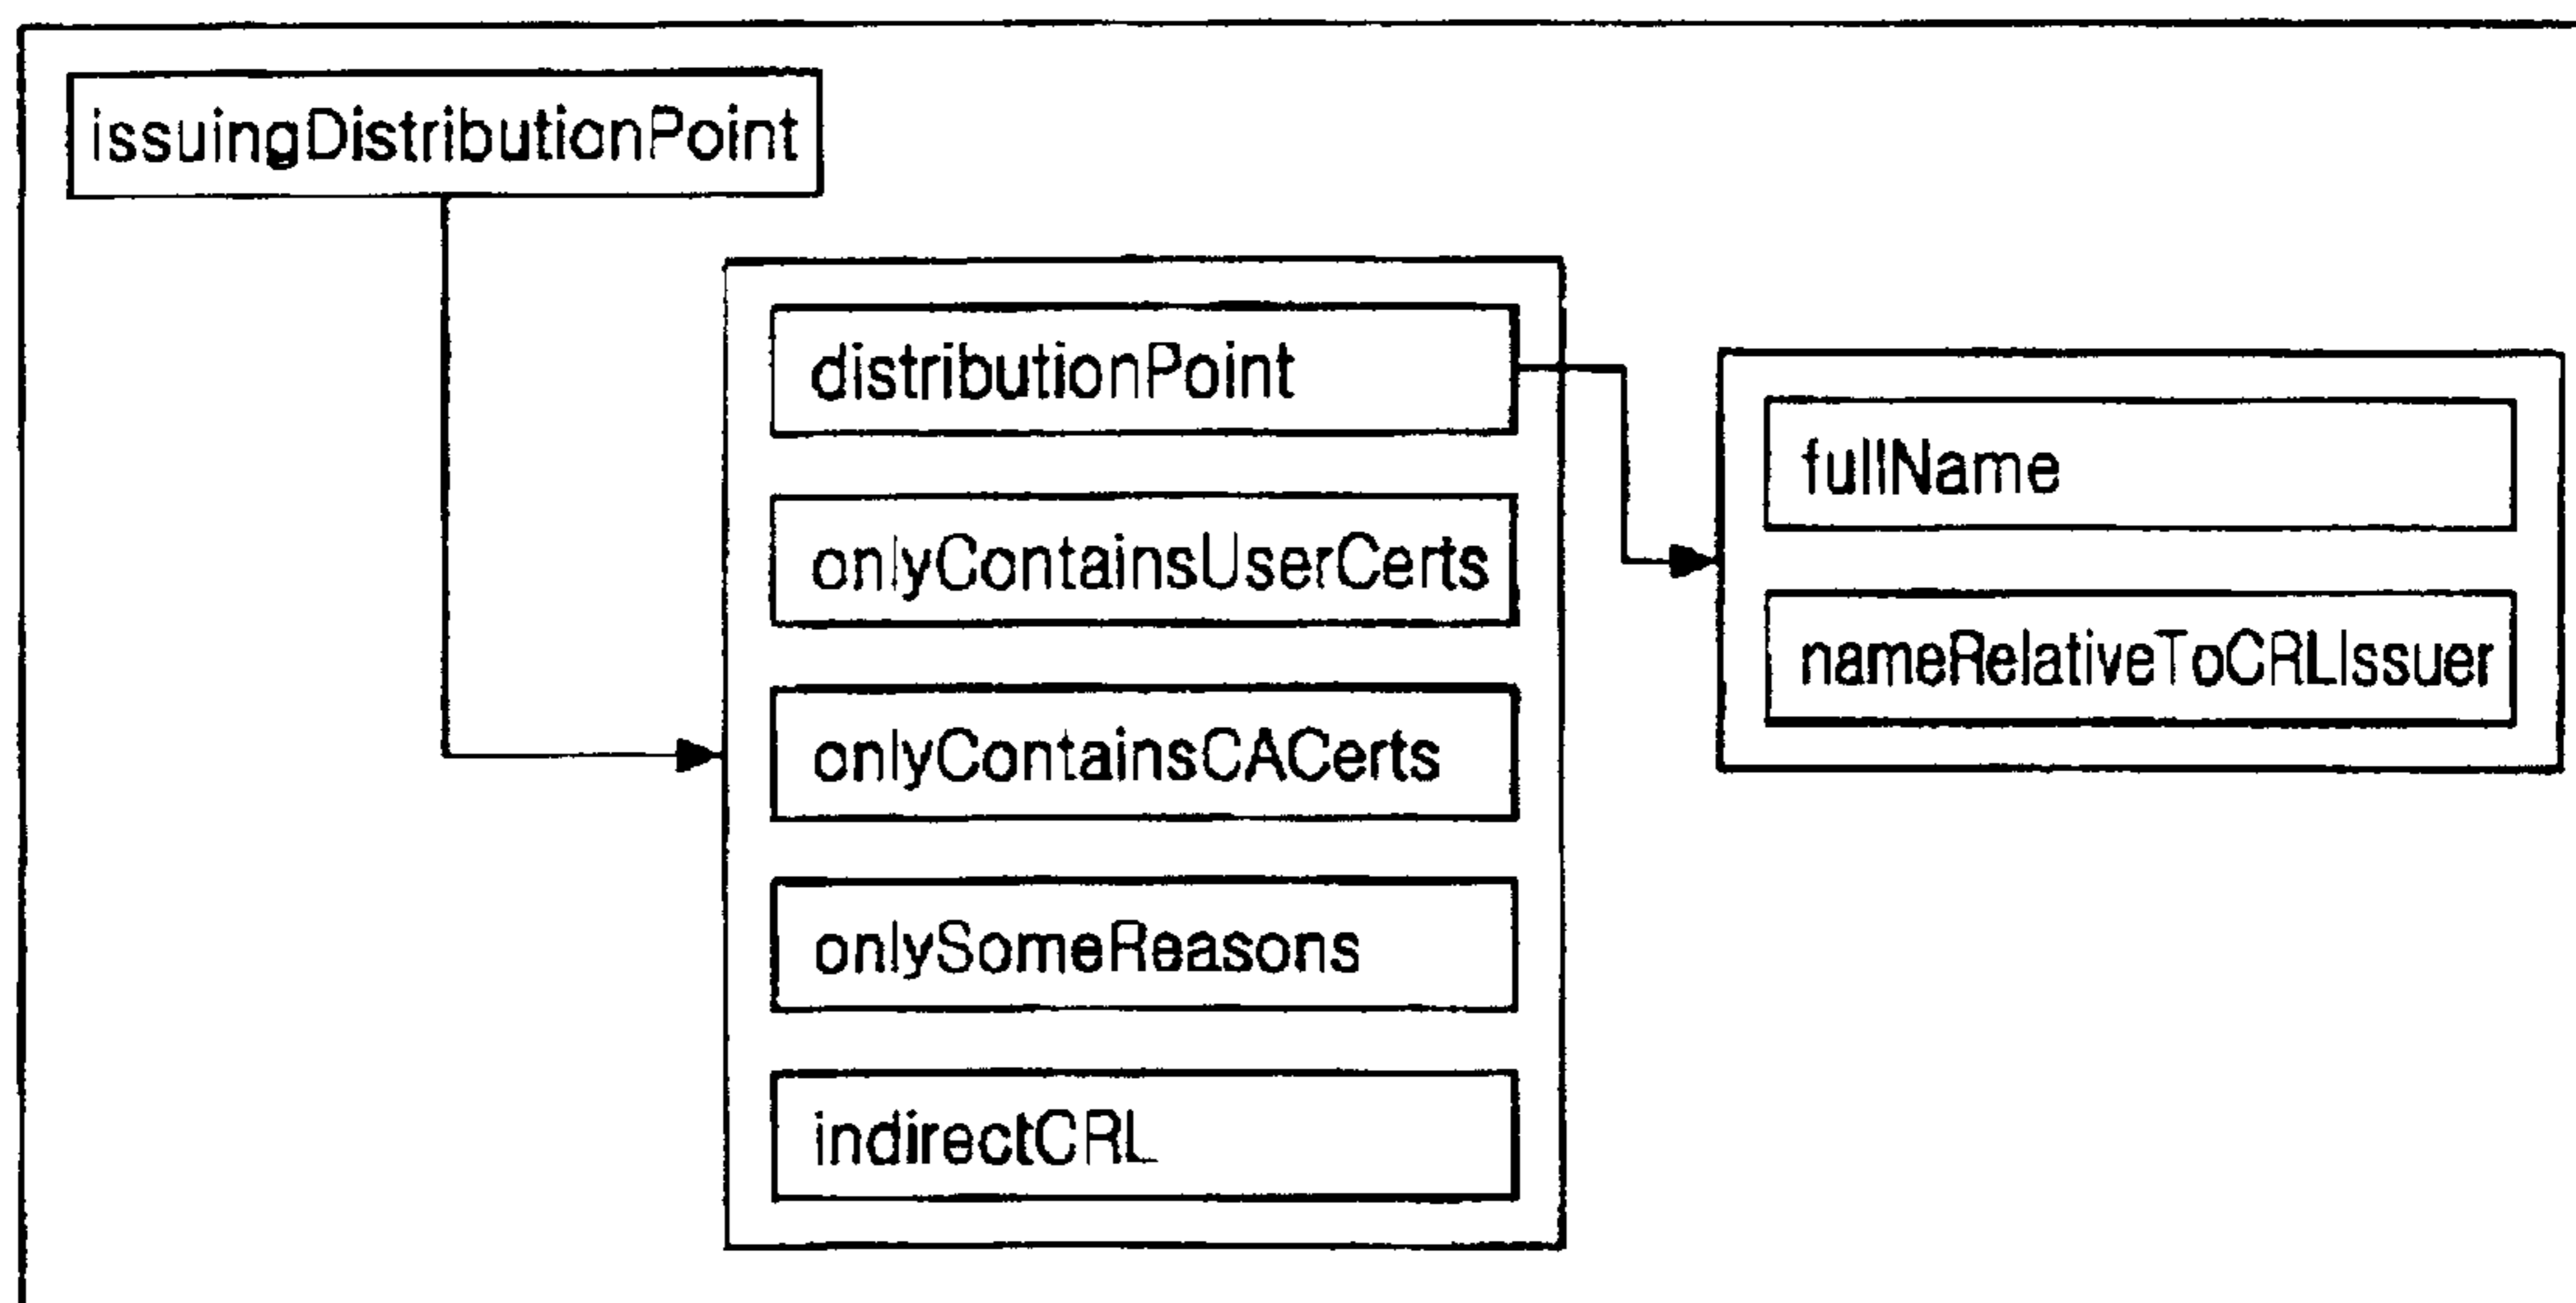 issuingDistributionPoint
distributionPoint
onlyContainsUserCerts
onlyContainsCACerts
onlySomeReasons
indirectCRL
fullName
nameRelativeToCRLIssuer